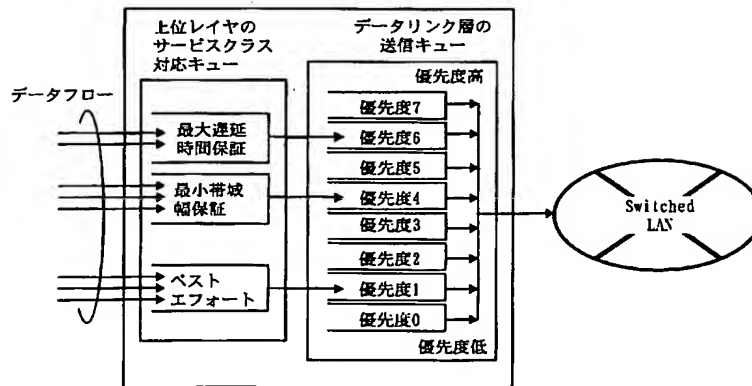 上位レイヤの
サービスクラス
対応キュー
データリンク層の
送信キュー
データフロー
優先度高
優先度7
優先度6
優先度5
優先度4
優先度3
優先度2
優先度1
優先度0
優先度低
最大遅延
時間保証
最小帯域
幅保証
ベスト
エフォート
Switched
LAN